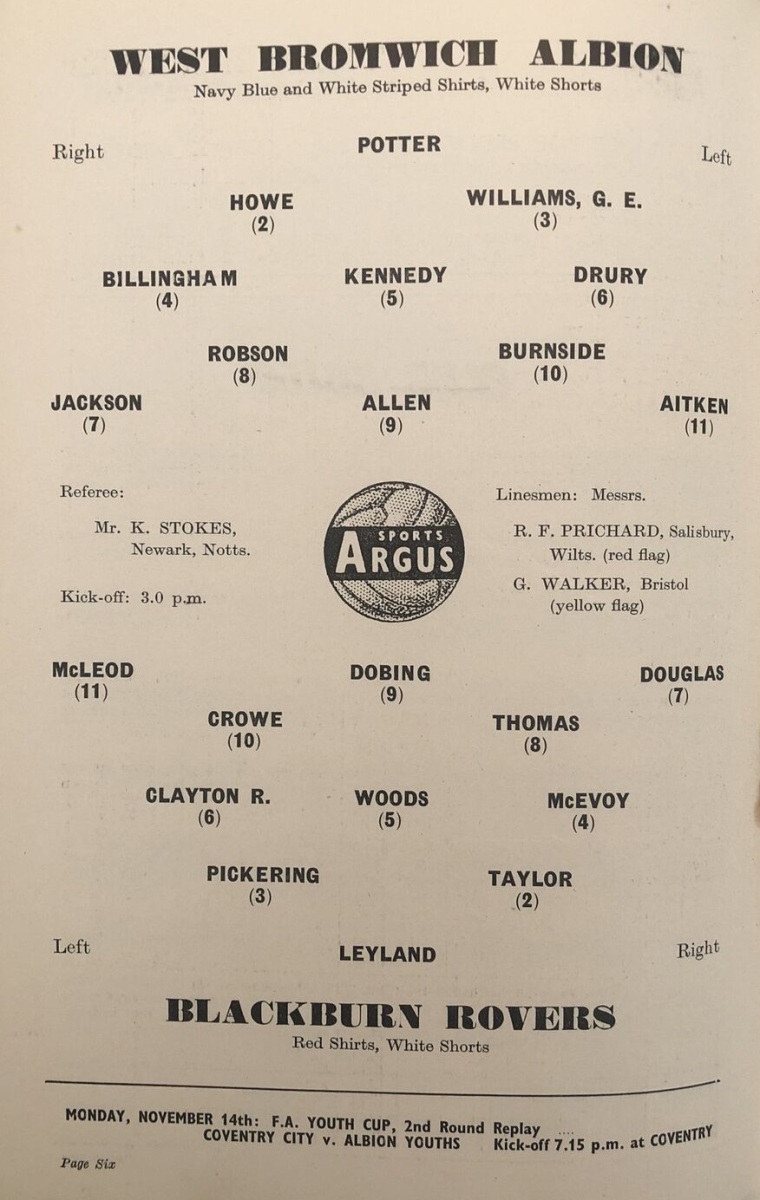 WEST BROMWICH ALBION
Navy Blue and White Striped Shirts, White Shorts
Right POTTER Left
HOWE WILLIAMS, G. E.
(2) (3)
BILLINGHAM KENNEDY DRURY
(4) (5) (6)
ROBSON BURNSIDE
(8) (10)
JACKSON ALLEN AITKEN
(7) (9) (11)
Referee:
Mr. K. STOKES,
Newark, Notts.
Kick-off: 3.0 p.m.
SPORTS
ARGUS
Linesmen: Messrs.
R. F. PRICHARD, Salisbury,
Wilts. (red flag)
G. WALKER, Bristol
(yellow flag)
McLEOD DOBING DOUGLAS
(11) (9) (7)
CROWE THOMAS
(10) (8)
CLAYTON R. WOODS McEVOY
(6) (5) (4)
PICKERING TAYLOR
(3) (2)
Left LEYLAND Right
BLACKBURN ROVERS
Red Shirts, White Shorts
MONDAY, NOVEMBER 14th: F.A. YOUTH CUP, 2nd Round Replay ....
COVENTRY CITY v. ALBION YOUTHS Kick-off 7.15 p.m. at COVENTRY
Page Six